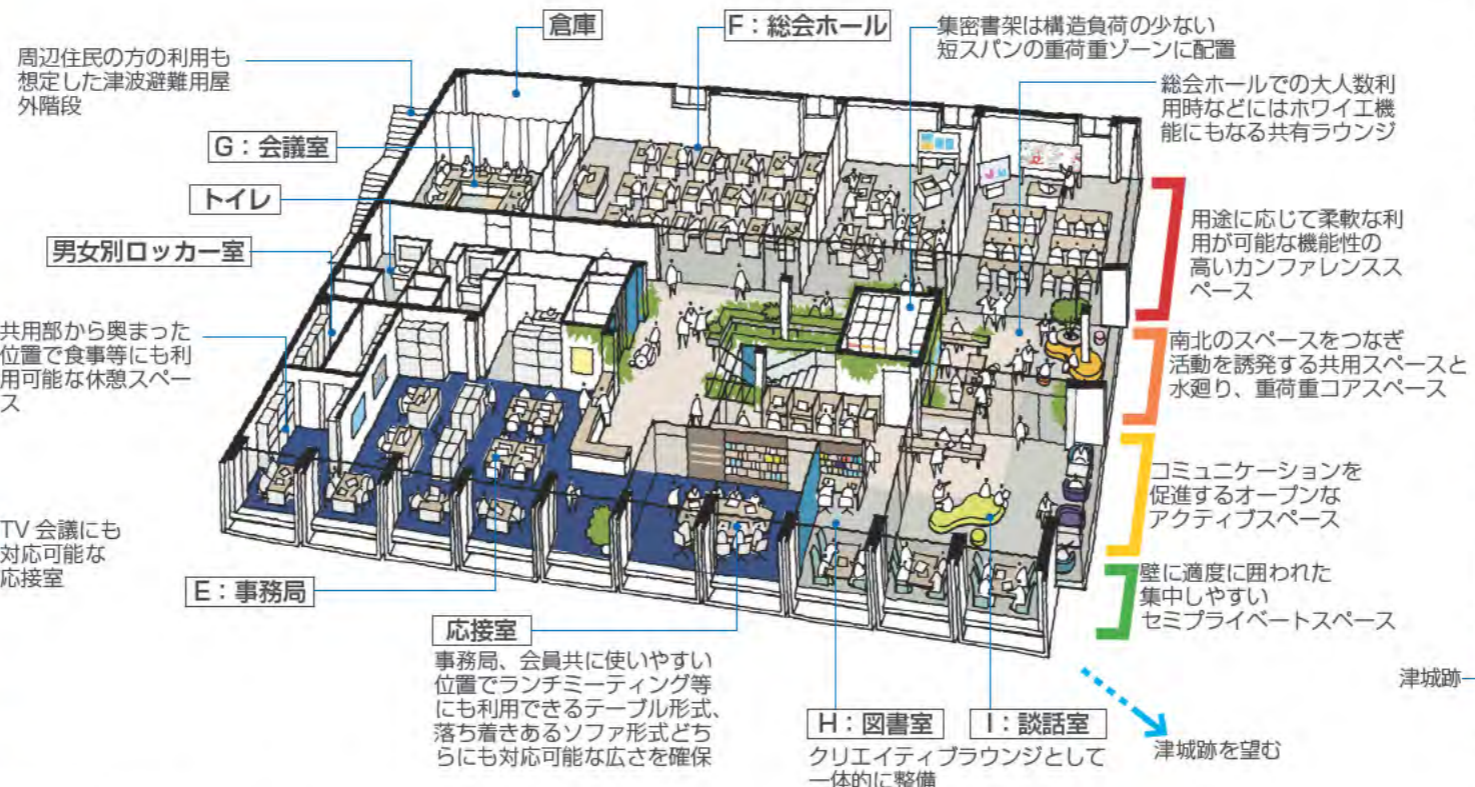 倉庫
F：総会ホール
集密書架は構造負荷の少ない
短スパンの重荷重ゾーンに配置
周辺住民の方の利用も
想定した津波避難用屋
外階段
総会ホールでの大人数利
用時などにはホワイエ機
能にもなる共有ラウンジ
G：会議室
トイレ
男女別ロッカー室
用途に応じて柔軟な利
用が可能な機能性の
高いカンファレンスス
ペース
共用部から奥まった
位置で食事等にも利
用可能な休憩スペー
ス
南北のスペースをつなぎ
活動を誘発する共用スペースと
水廻り、重荷重コアスペース
コミュニケーションを
促進するオープンな
アクティブスペース
TV 会議にも
対応可能な
応接室
E：事務局
壁に適度に囲われた
集中しやすい
セミプライベートスペース
応接室
事務局、会員共に使いやすい
位置でランチミーティング等
にも利用できるテーブル形式、
落ち着きあるソファ形式どち
らにも対応可能な広さを確保
H：図書室
I：談話室
クリエイティブラウンジとして
一体的に整備
津城跡を望む
津城跡